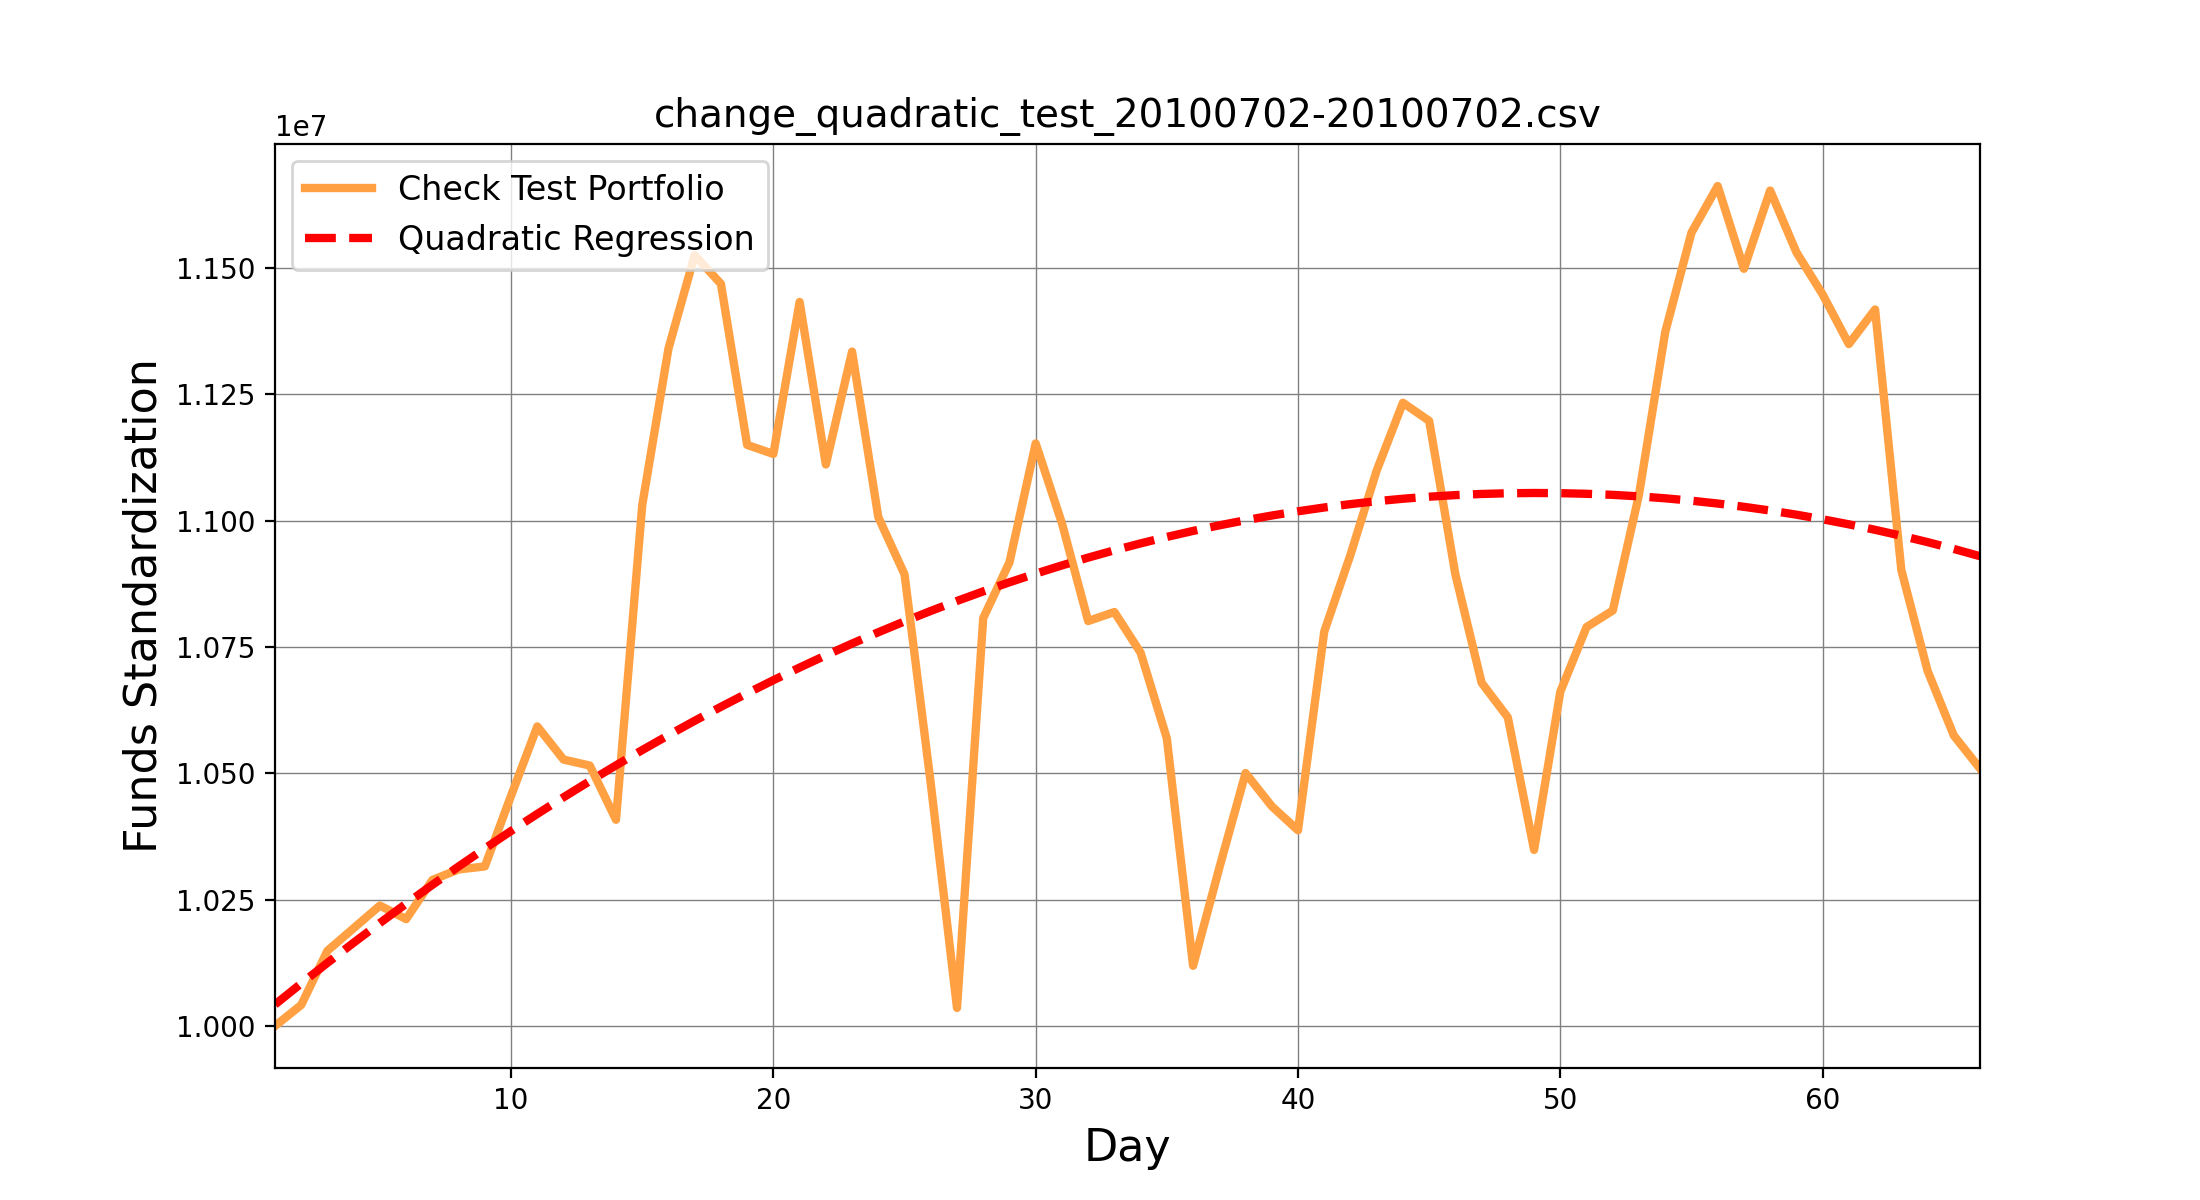 change_quadratic_test_20100702-20100702.csv
1e7
Check Test Portfolio
Quadratic Regression
1.150
1.125
1.100
1.075
1.050
1.025
1.000
Funds Standardization
10 20 30 40 50 60
Day